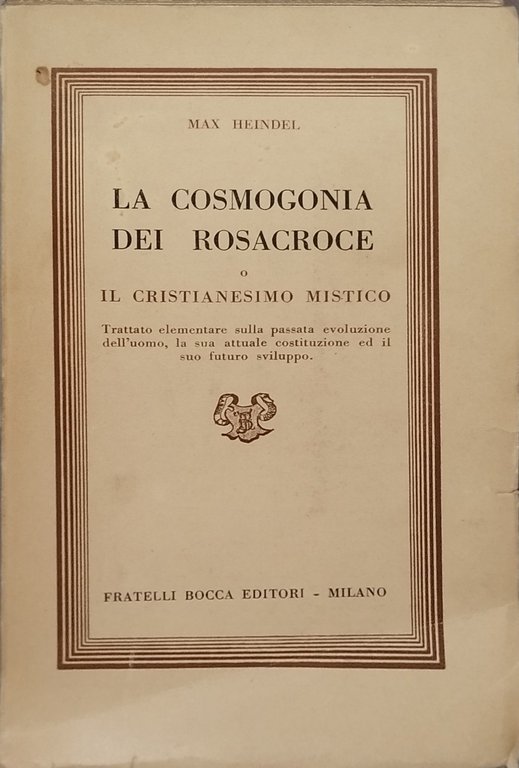 MAX HEINDEL
LA COSMOGONIA
DEI ROSACROCE
O
IL CRISTIANESIMO MISTICO
Trattato elementare sulla passata evoluzione
dell'uomo, la sua attuale costituzione ed il
suo futuro sviluppo.
FRATELLI BOCCA EDITORI - MILANO